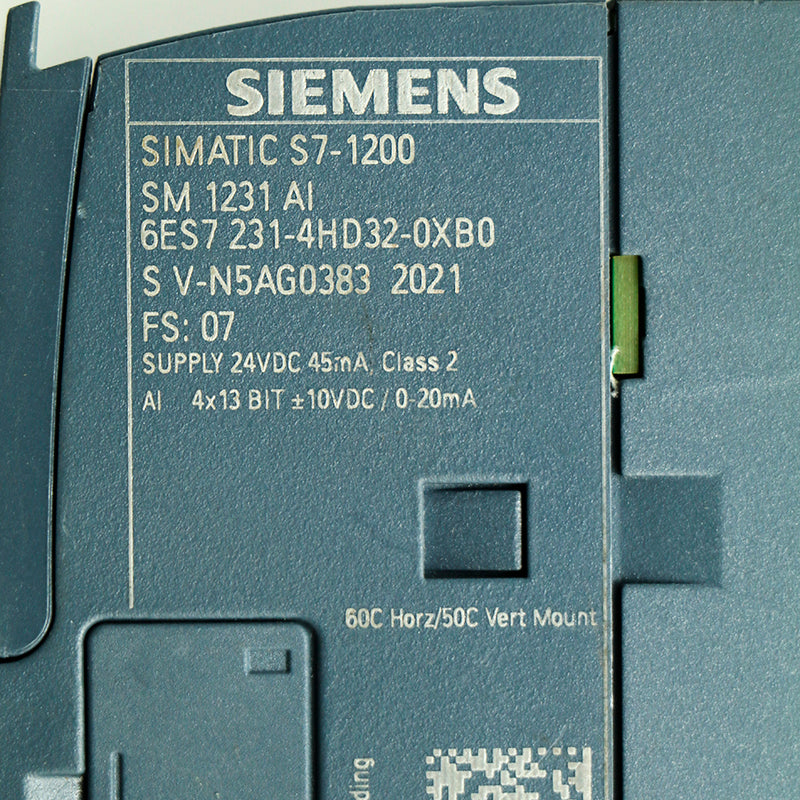 SIEMENS
SIMATIC S7-1200
SM 1231 AI
6ES7 231-4HD32-0XB0
S V-N5AG0383 2021
FS: 07
SUPPLY 24VDC 45mA, Class 2
AI 4x13 BIT ±10VDC / 0-20mA
60C Horz/50C Vert Mount